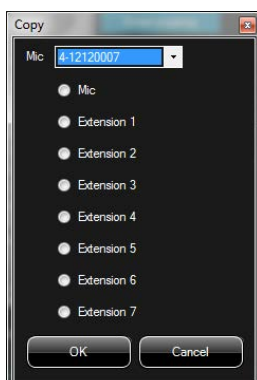 Copy
Mic 4-12120007
Mic
Extension 1
Extension 2
Extension 3
Extension 4
Extension 5
Extension 6
Extension 7
OK Cancel